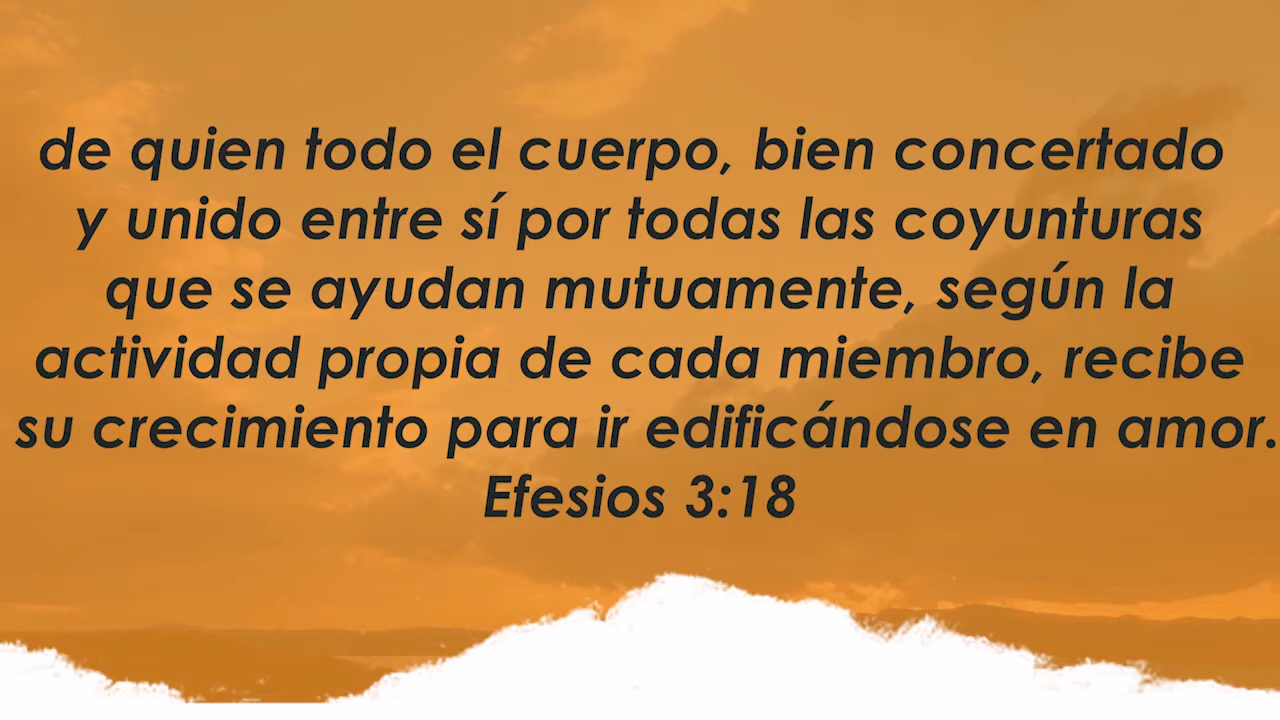 de quien todo el cuerpo, bien concertado
y unido entre sí por todas las coyunturas
que se ayudan mutuamente, según la
actividad propia de cada miembro, recibe
su crecimiento para ir edificándose en amor.
Efesios 3:18